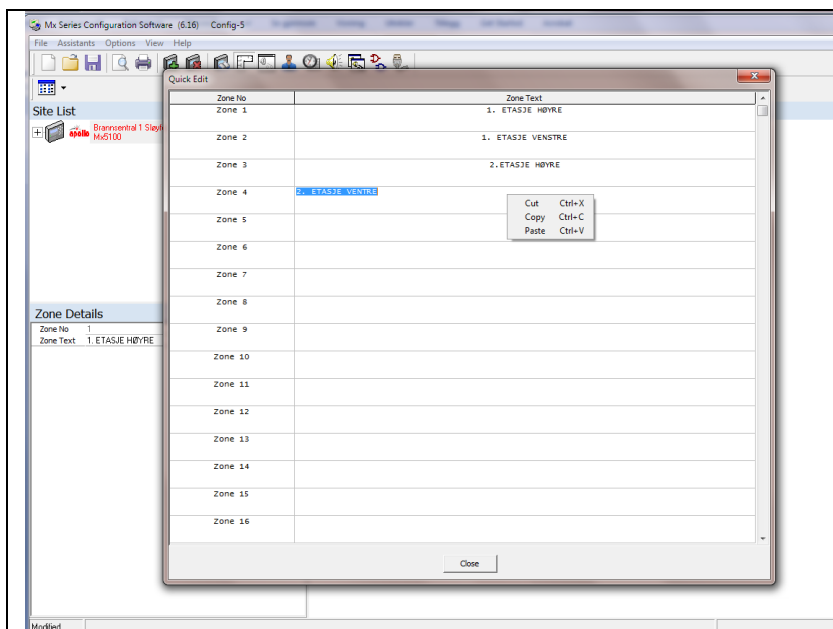 Mx Series Configuration Software (6.16) Config-5
File Assistants Options View Help
Quick Edit
Site List
apollo
Brannsentral 1
Mx5100
Zone No Zone Text
Zone 1 1. ETASJE HØYRE
Zone 2 1. ETASJE VENSTRE
Zone 3 2.ETASJE HØYRE
Zone 4 2. ETASJE VENTRE
Cut Ctrl+X
Copy Ctrl+C
Paste Ctrl+V
Zone 5
Zone 6
Zone 7
Zone 8
Zone 9
Zone 10
Zone 11
Zone 12
Zone 13
Zone 14
Zone 15
Zone 16
Close
Zone Details
Zone No 1
Zone Text 1. ETASJE HØYRE
Modified